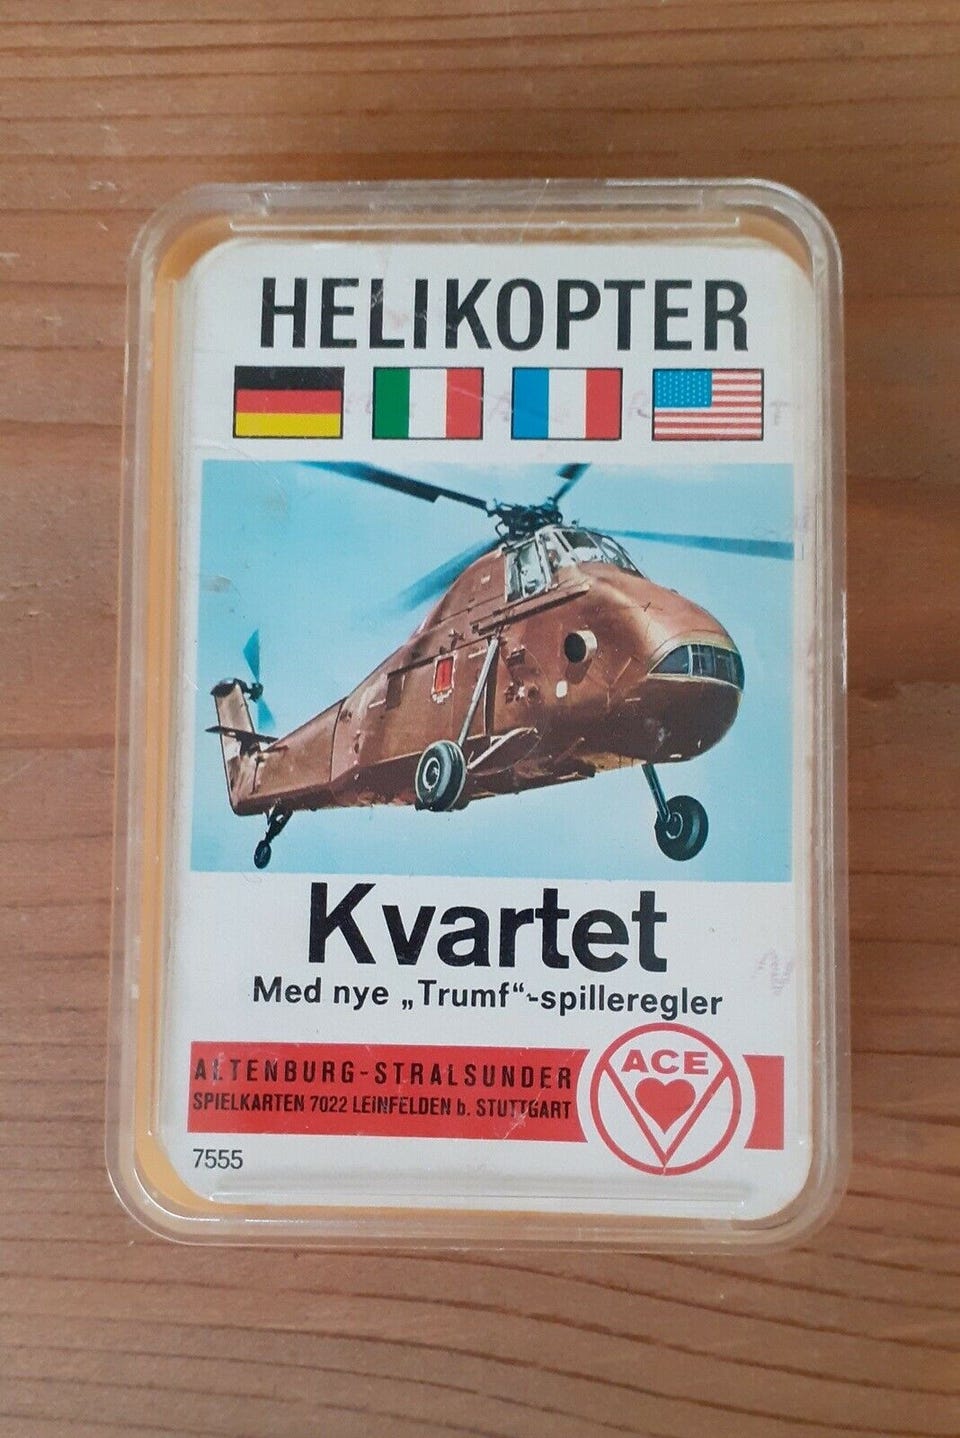 HELIKOPTER
Kvartet
Med nye „Trumf“-spilleregler
ALTENBURG-STRALSUNDER
SPIELKARTEN 7022 LEINFELDEN b. STUTTGART
ACE
7555